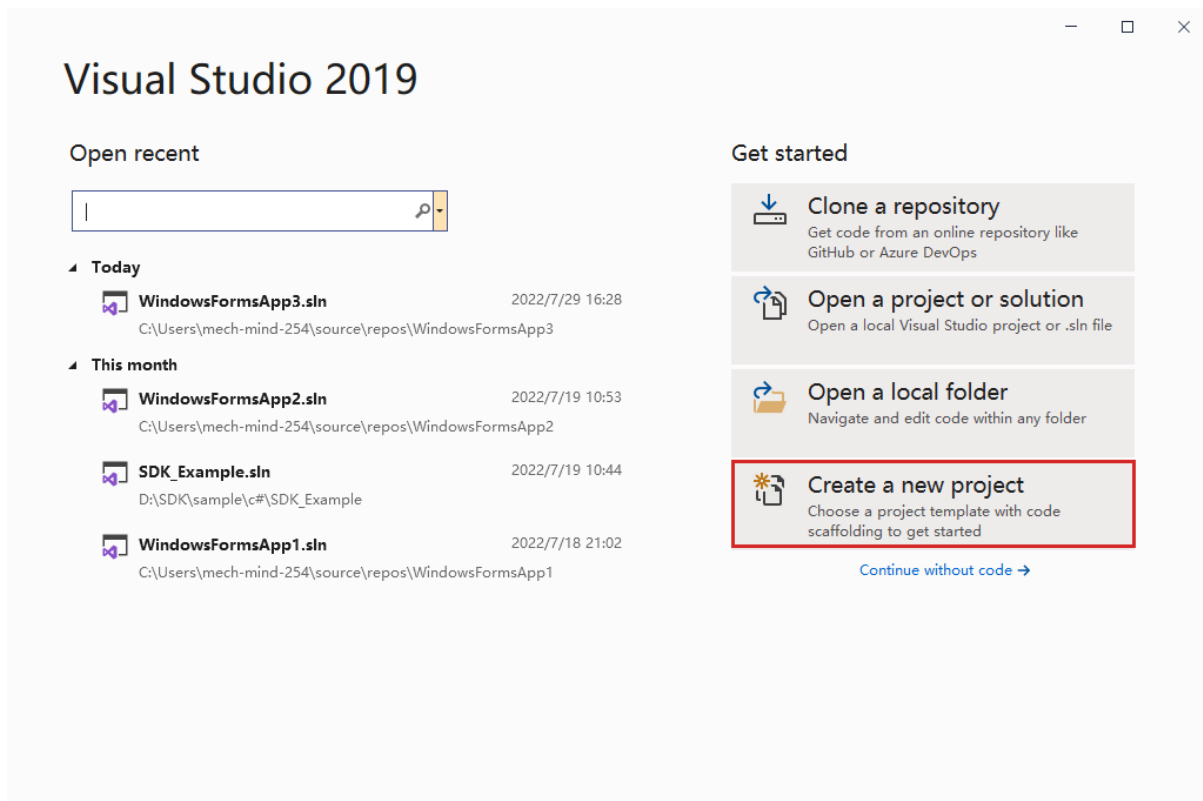 Visual Studio 2019
Open recent
Today
WindowsFormsApp3.sln 2022/7/29 16:28
C:\Users\mech-mind-254\source\repos\WindowsFormsApp3
This month
WindowsFormsApp2.sln 2022/7/19 10:53
C:\Users\mech-mind-254\source\repos\WindowsFormsApp2
SDK_Example.sln 2022/7/19 10:44
D:\SDK\sample\c#\SDK_Example
WindowsFormsApp1.sln 2022/7/18 21:02
C:\Users\mech-mind-254\source\repos\WindowsFormsApp1
Get started
Clone a repository
Get code from an online repository like
GitHub or Azure DevOps
Open a project or solution
Open a local Visual Studio project or .sln file
Open a local folder
Navigate and edit code within any folder
Create a new project
Choose a project template with code
scaffolding to get started
Continue without code →